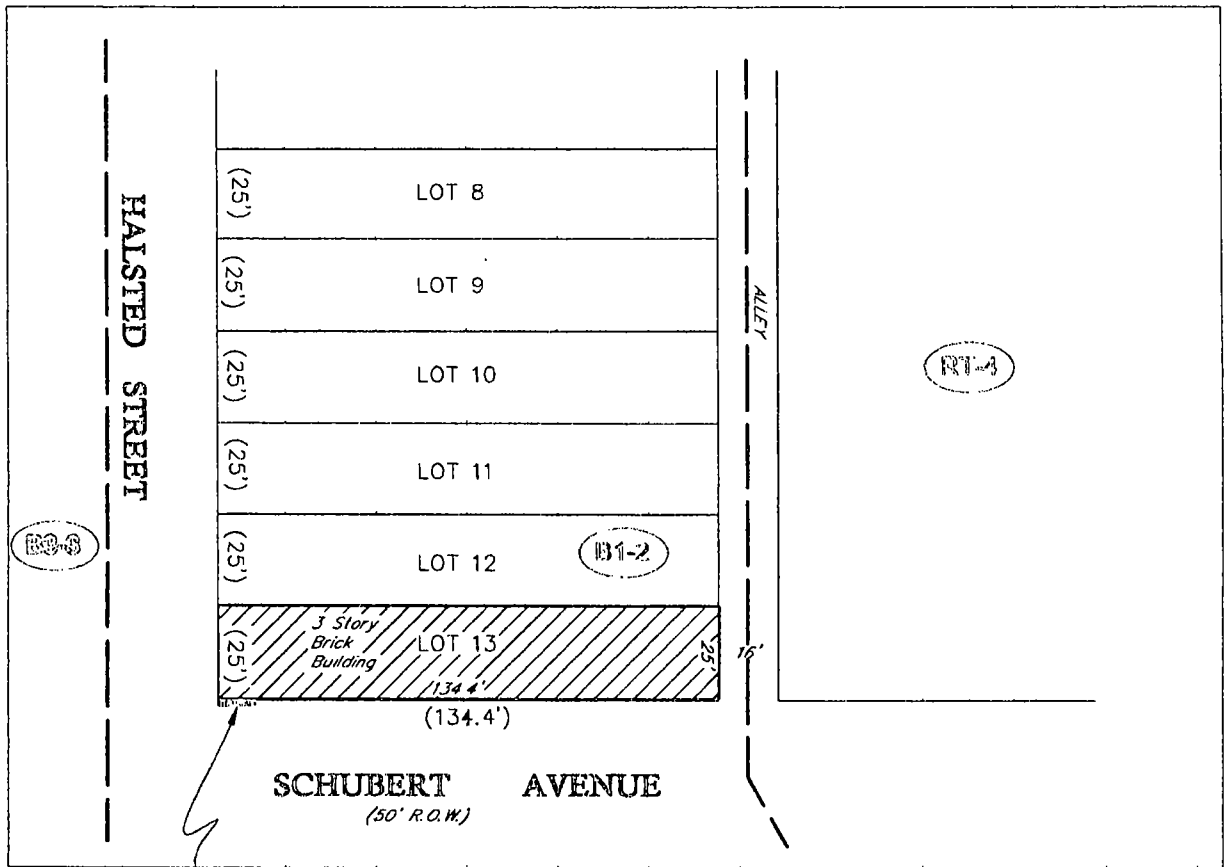 HALSTED STREET
(25')
LOT 8
(25')
LOT 9
(25')
LOT 10
(25')
LOT 11
(25')
LOT 12
B1-2
(25')
3 Story
Brick
Building
LOT 13
25'
134.4'
(134.4')
16'
ALLEY
RT-4
SCHUBERT AVENUE
(50' R.O.W.)